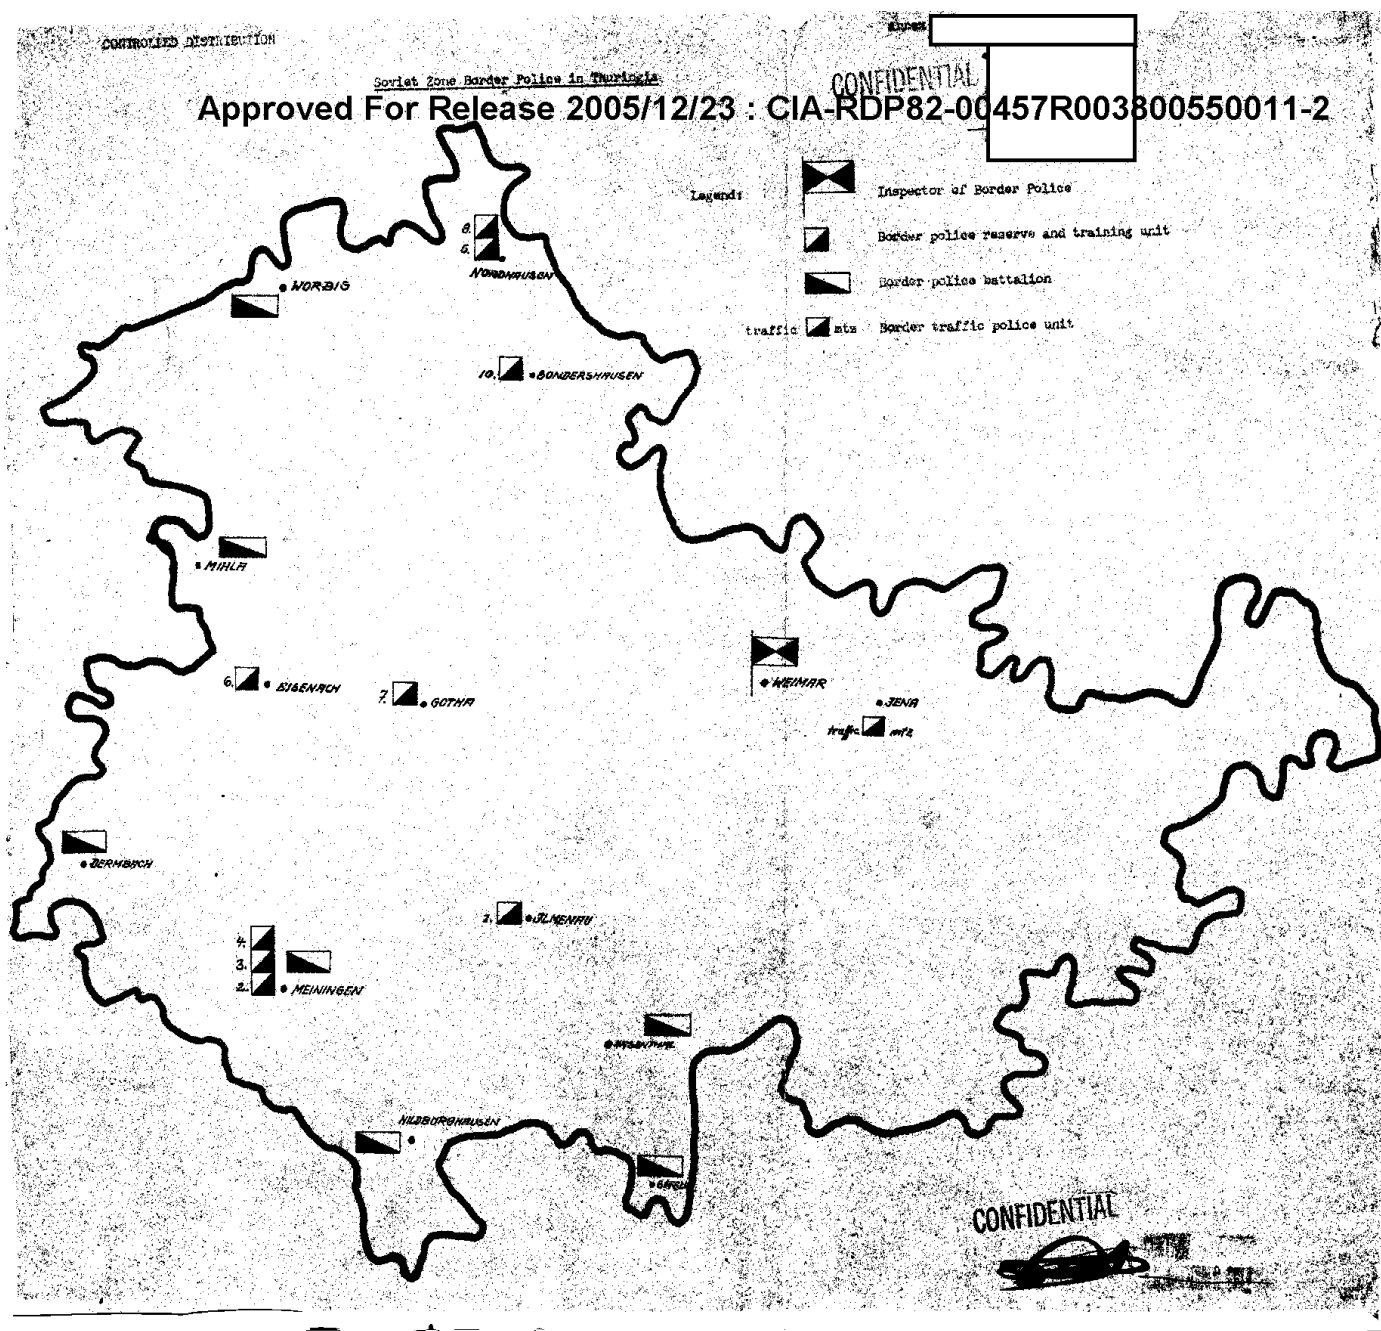 CONTROLLED DISTRIBUTION
Soviet Zone Border Police in Thuringia
CONFIDENTIAL
Approved For Release 2005/12/23 : CIA-RDP82-00457R003800550011-2
Legend:
Inspector of Border Police
Border police reserve and training unit
Border police battalion
traffic mtz Border traffic police unit
8.
5.
NORDHAUSEN
WORBIS
10. SONDERSHAUSEN
MIHLA
6. EISENACH
7. GOTHA
WEIMAR
JENA
traffic mtz
DERMBACH
1. ILMENAU
4.
3.
2. MEININGEN
HILDBURGHAUSEN
CONFIDENTIAL